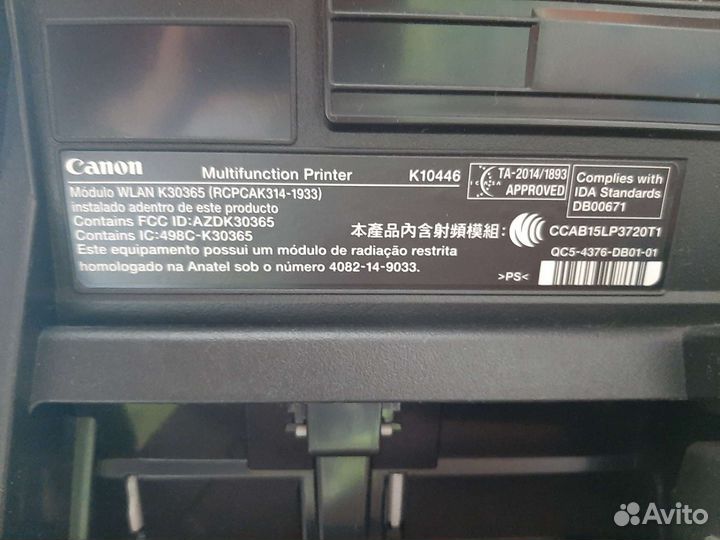 Canon Multifunction Printer K10446
TA-2014/1893
APPROVED
Complies with
IDA Standards
DB00671
Módulo WLAN K30365 (RCPCAK314-1933)
instalado adentro de este producto
Contains FCC ID:AZDK30365
Contains IC:498C-K30365
本產品內含射頻模組: CCAB15LP3720T1
Este equipamento possui um módulo de radiação restrita
homologado na Anatel sob o número 4082-14-9033.
QC5-4376-DB01-01
>PS<
Avito